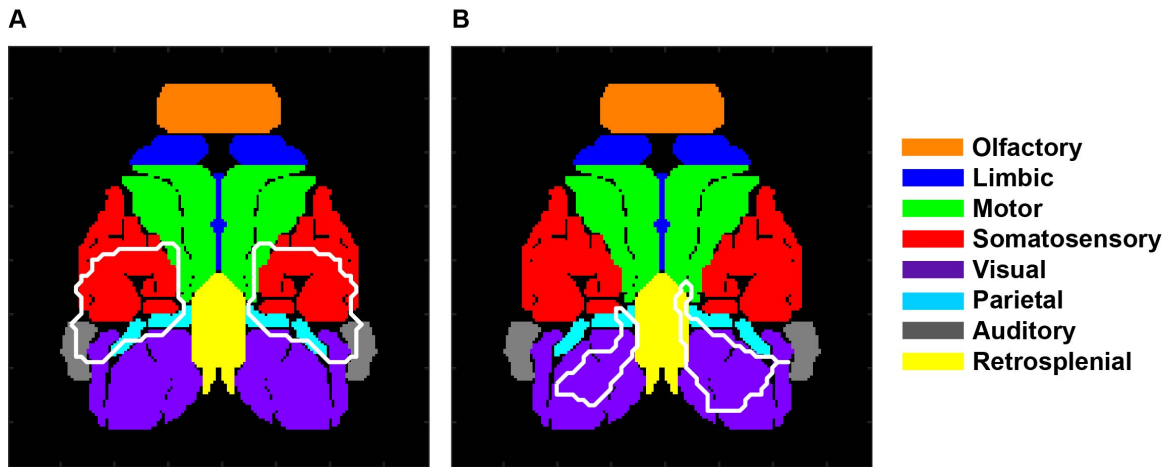 A
B
Olfactory
Limbic
Motor
Somatosensory
Visual
Parietal
Auditory
Retrosplenial